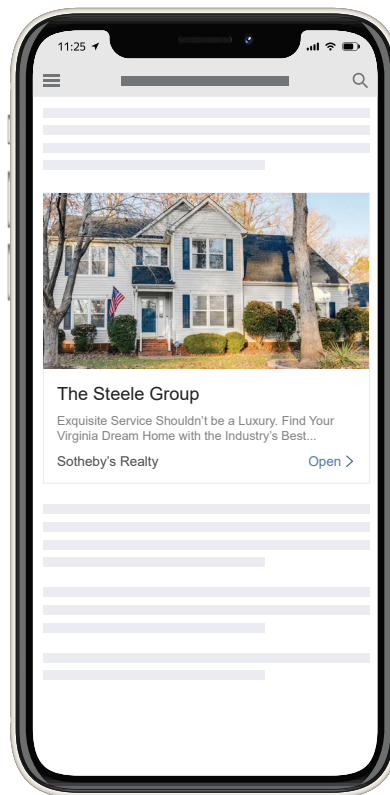 11:25
The Steele Group
Exquisite Service Shouldn't be a Luxury. Find Your
Virginia Dream Home with the Industry's Best...
Sotheby's Realty
Open